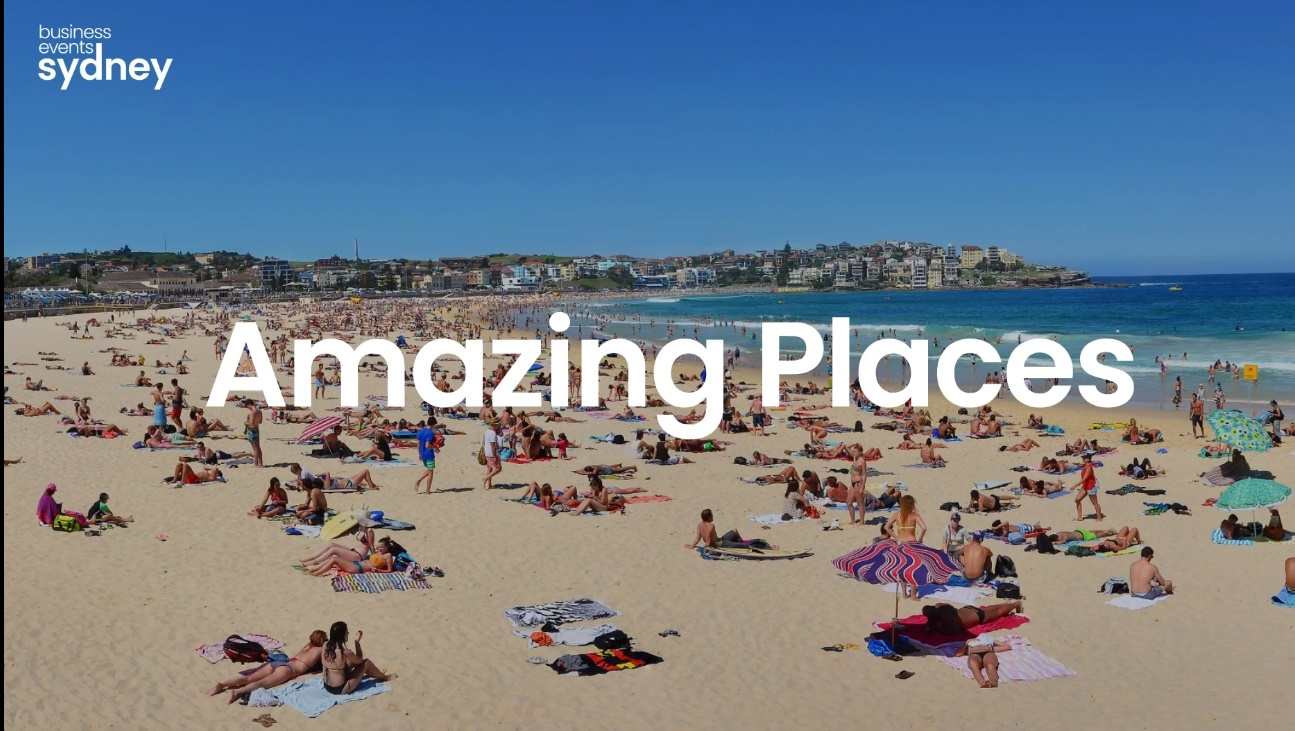 business
events
sydney
Amazing Places